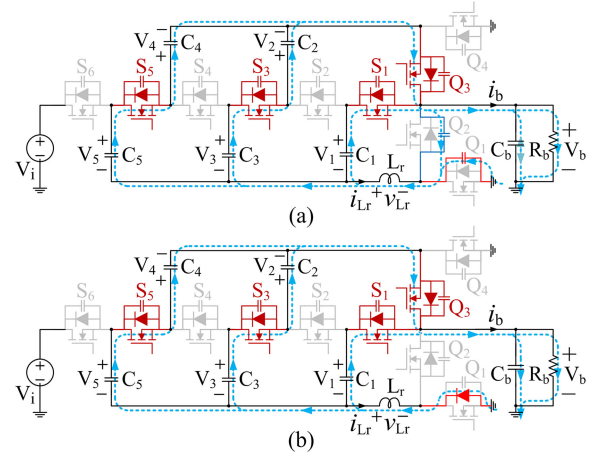 V4 C4 V2 C2 Q4
S6 S5 S4 S3 S2 S1 Q3 ib
Vi V5 C5 V3 C3 V1 C1 Lr Q2 Q1 Cb Rb Vb
iLr + vLr −
(a)
V4 C4 V2 C2 Q4
S6 S5 S4 S3 S2 S1 Q3 ib
Vi V5 C5 V3 C3 V1 C1 Lr Q2 Q1 Cb Rb Vb
iLr + vLr −
(b)